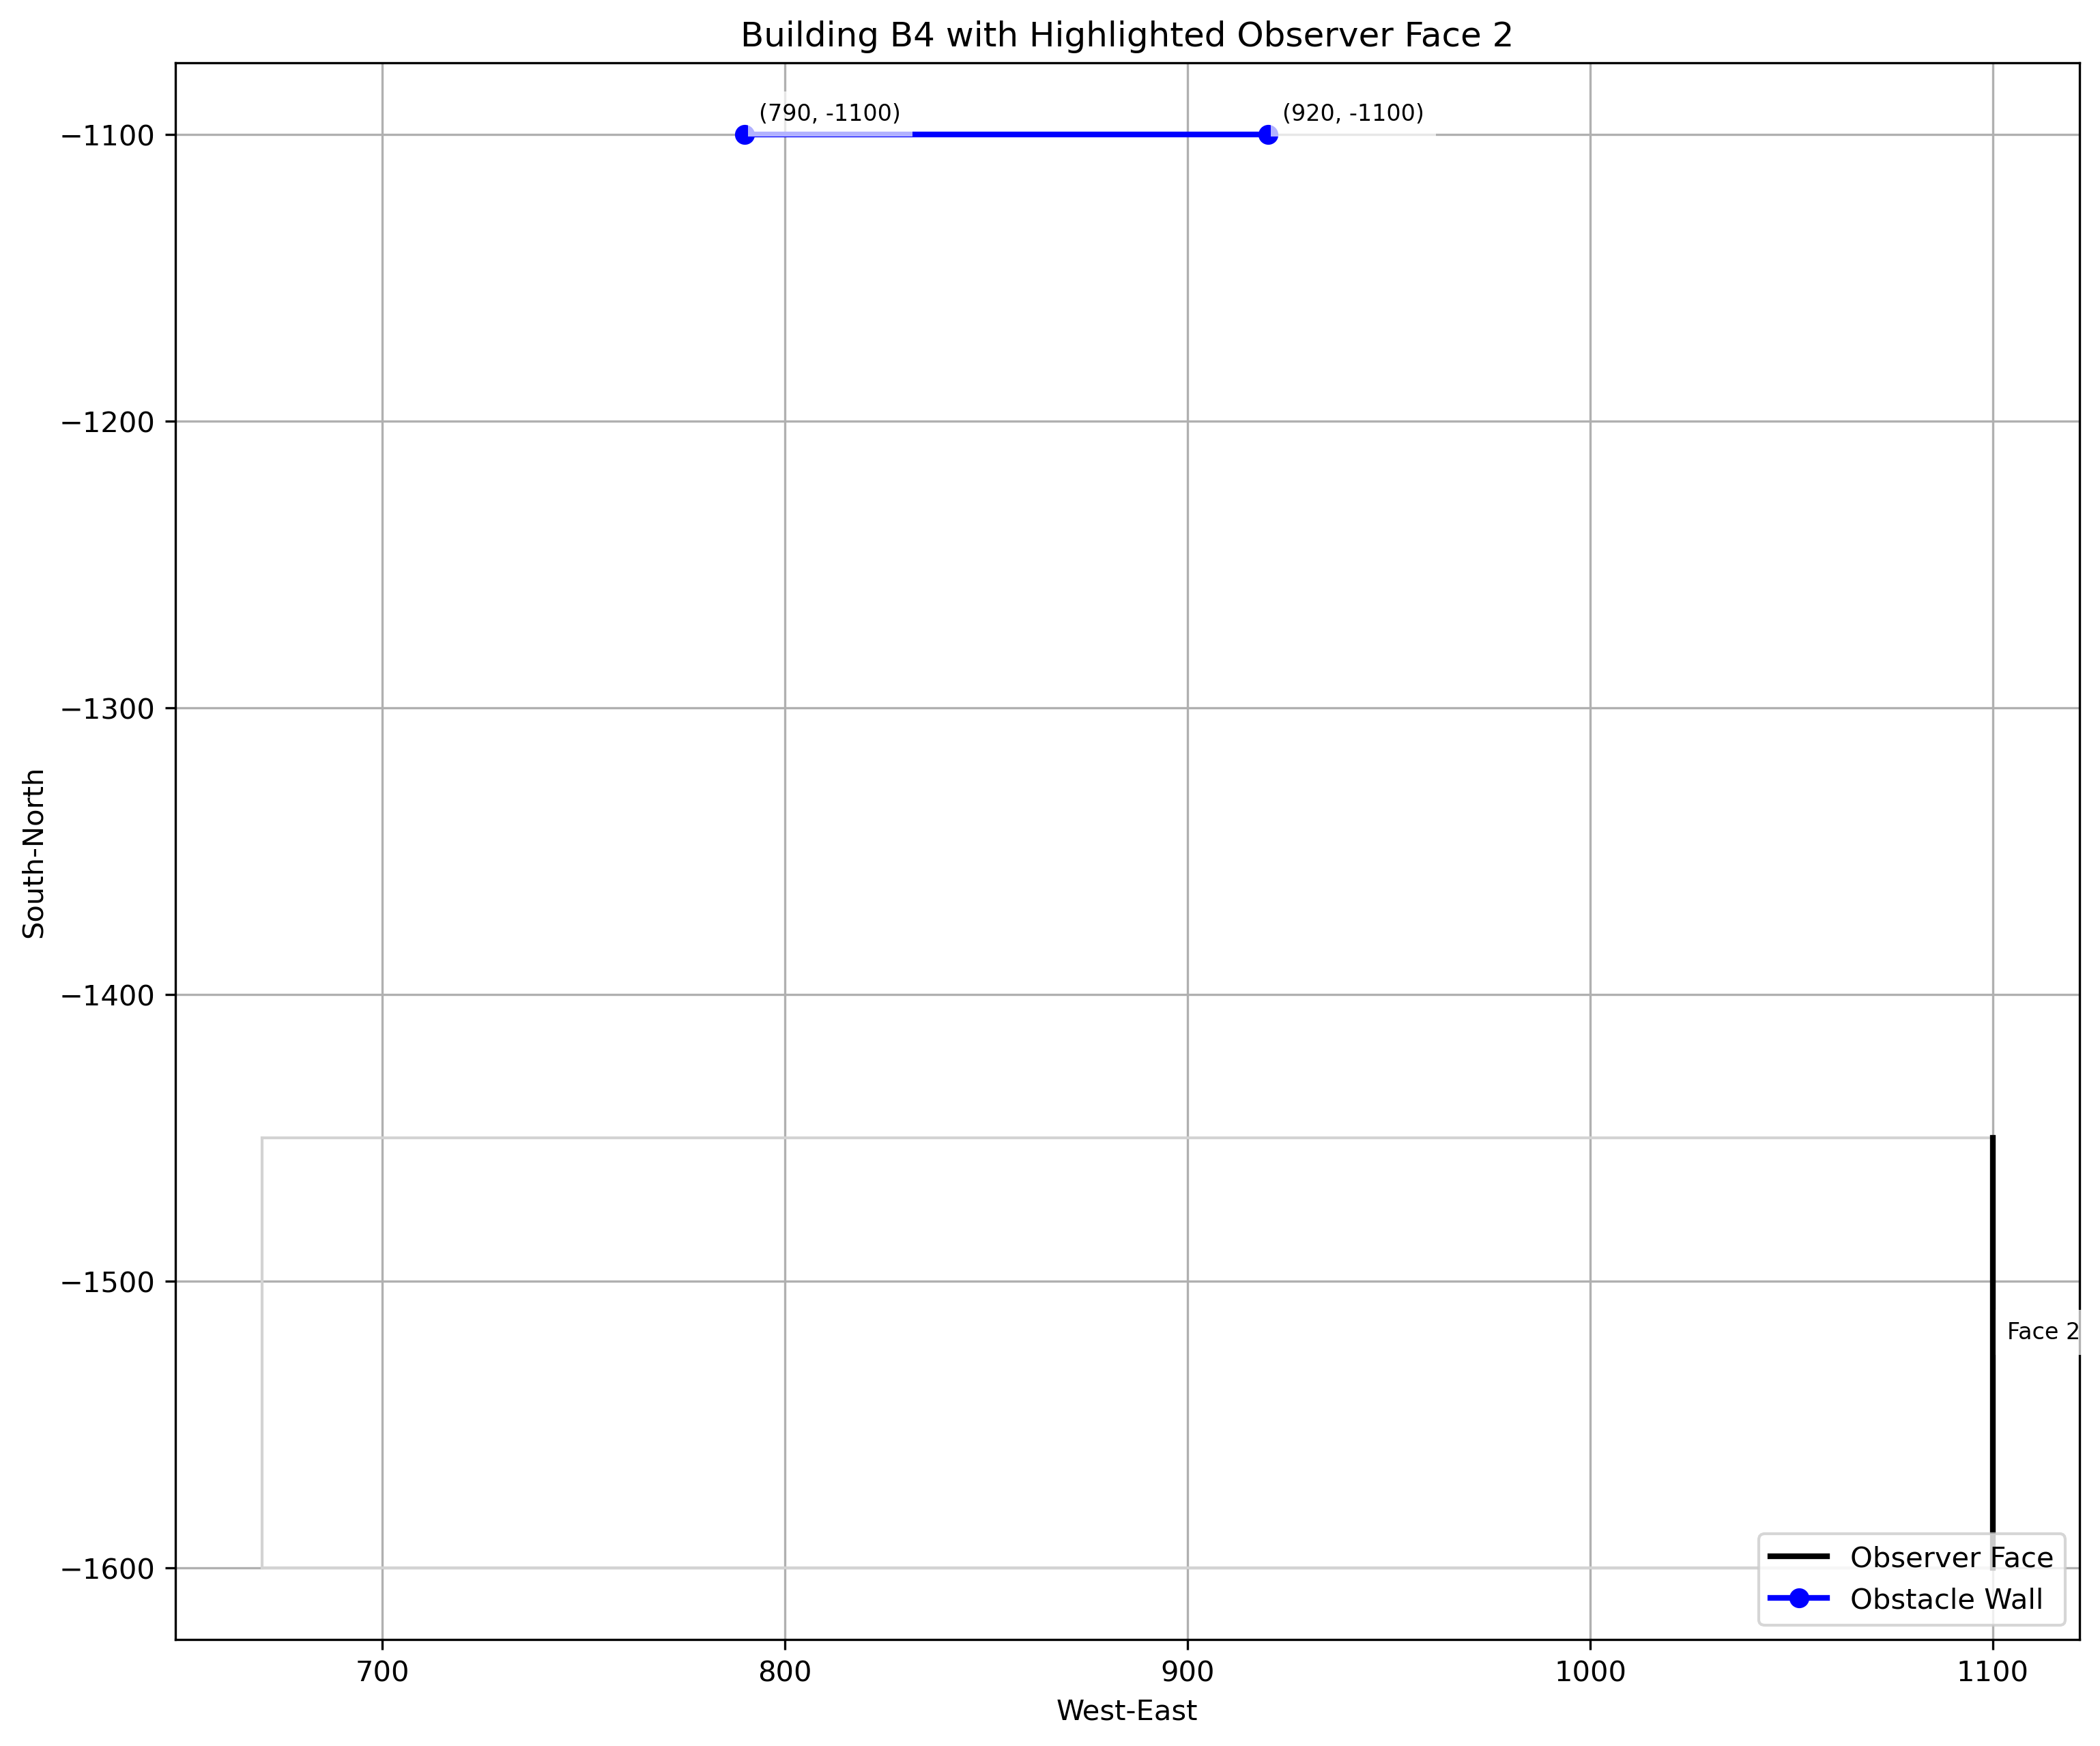 Building B4 with Highlighted Observer Face 2
(790, -1100)
(920, -1100)
−1100
−1200
−1300
−1400
−1500
−1600
South-North
Face 2
Observer Face
Obstacle Wall
700
800
900
1000
1100
West-East